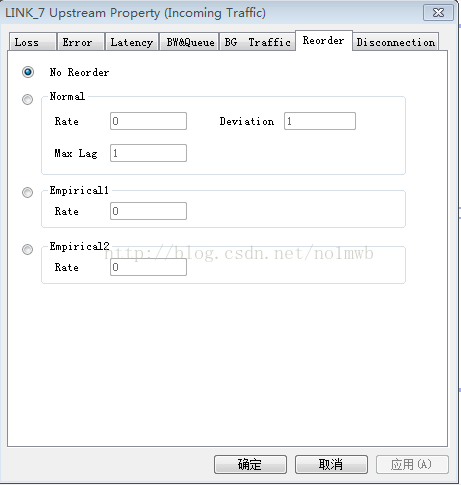 LINK_7 Upstream Property (Incoming Traffic)
Loss Error Latency BW&Queue BG Traffic Reorder Disconnection
No Reorder
Normal
Rate 0 Deviation 1
Max Lag 1
Empirical1
Rate 0
Empirical2
http://blog.csdn.net/nolmwb
Rate 0
确定 取消 应用(A)